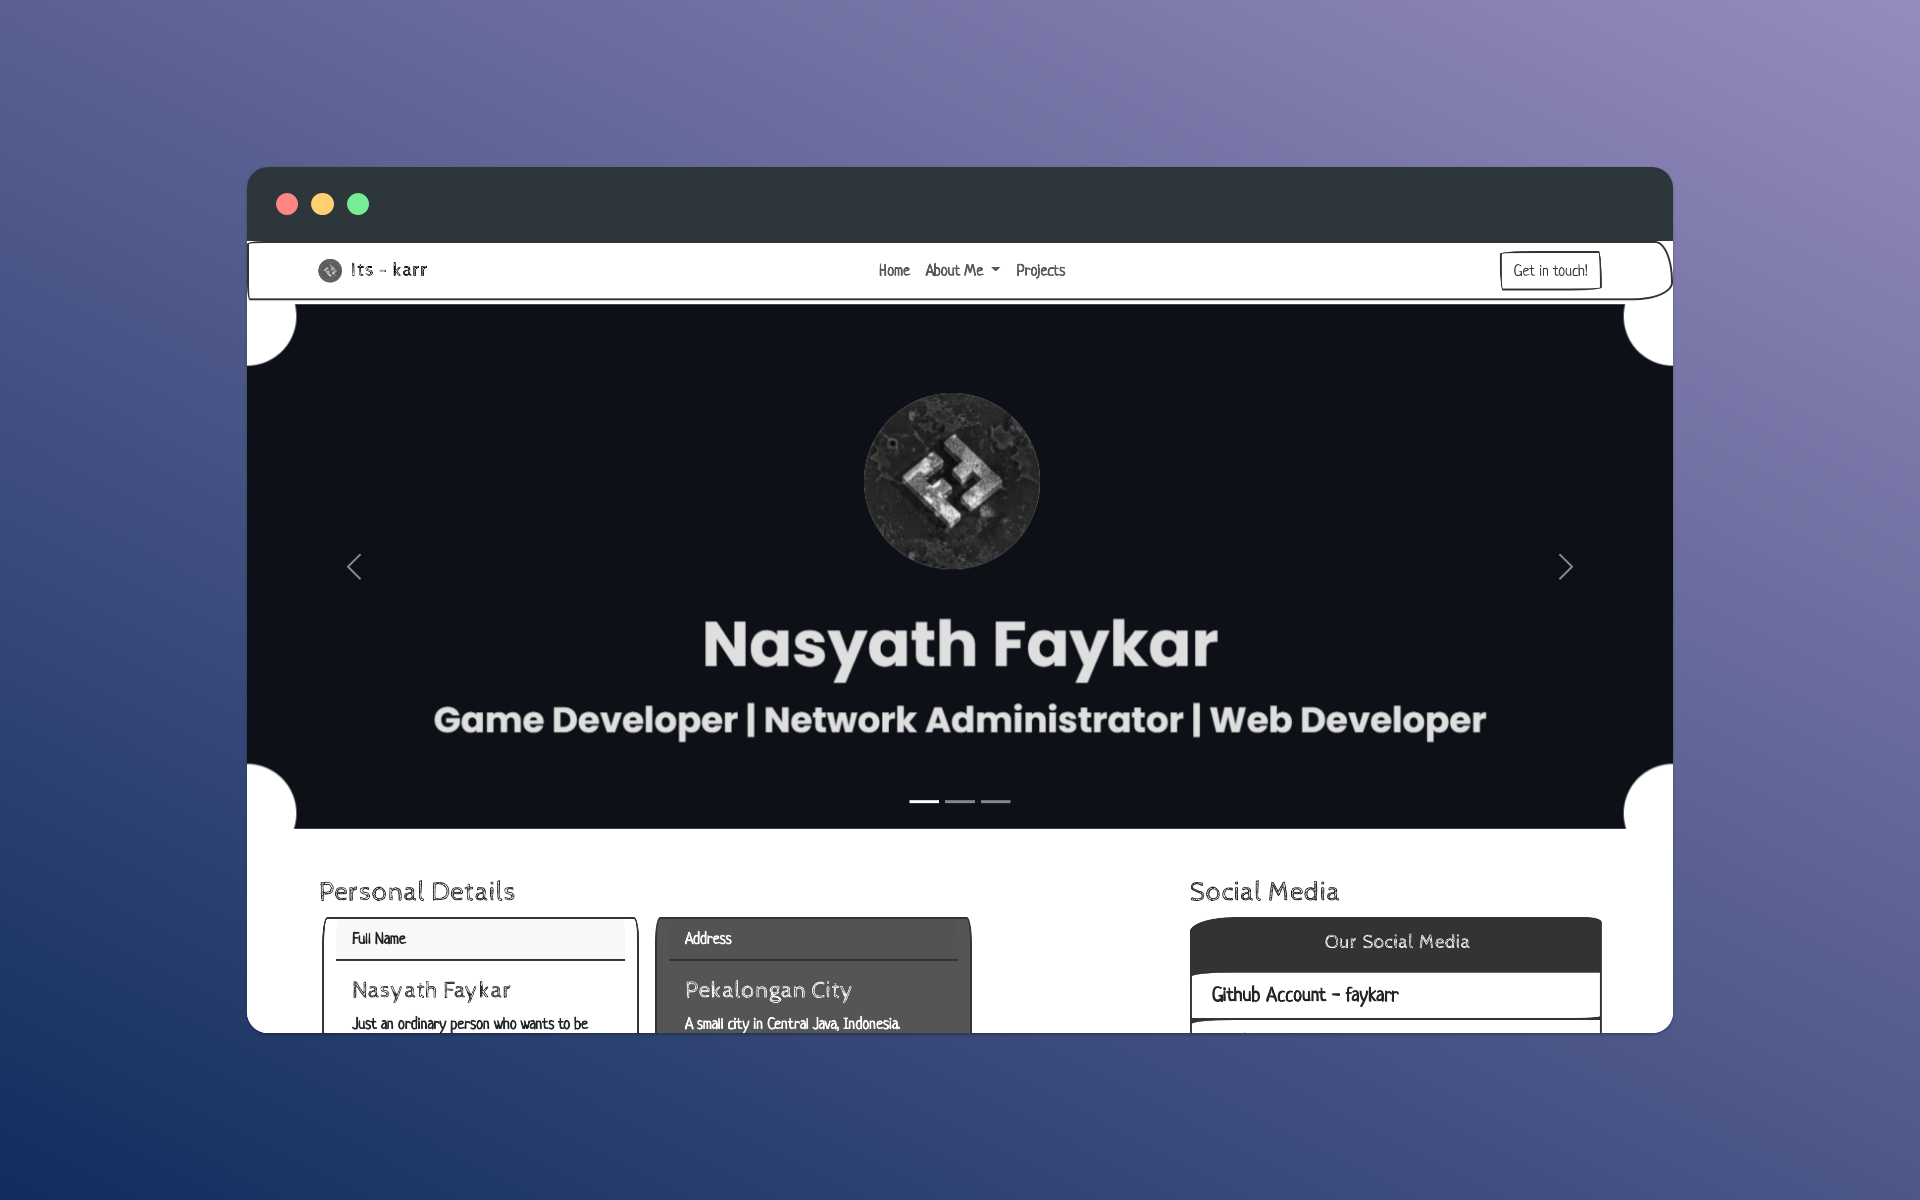 Its - karr
Home
About Me
Projects
Get in touch!
Nasyath Faykar
Game Developer | Network Administrator | Web Developer
Personal Details
Full Name
Nasyath Faykar
Just an ordinary person who wants to be
Address
Pekalongan City
A small city in Central Java, Indonesia.
Social Media
Our Social Media
Github Account - faykarr